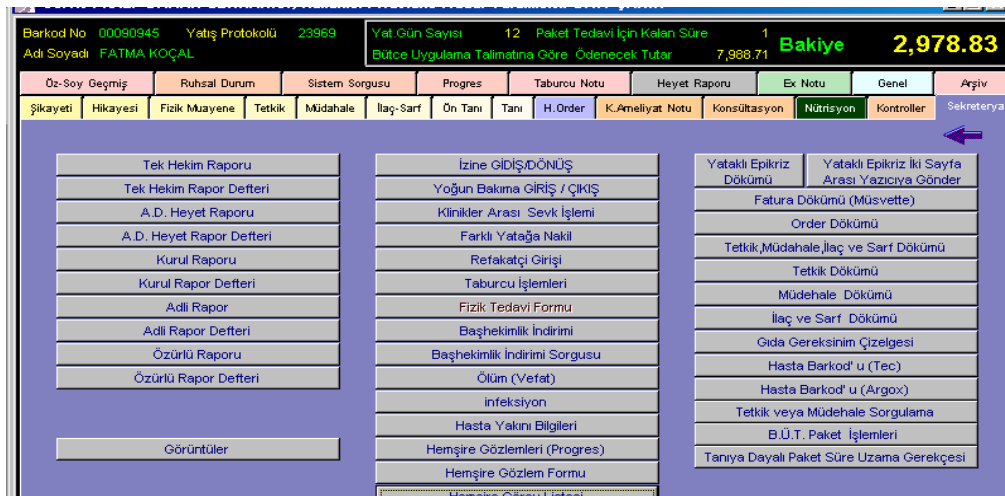 Barkod No 00090945 Yatış Protokolü 23969 Yat.Gün Sayısı 12 Paket Tedavi İçin Kalan Süre 1
Adı Soyadı FATMA KOÇAL Bütçe Uygulama Talimatına Göre Ödenecek Tutar 7,988.71 Bakiye 2,978.83
Öz-Soy Geçmiş Ruhsal Durum Sistem Sorgusu Progres Taburcu Notu Heyet Raporu Ex Notu Genel Arşiv
Şikayeti Hikayesi Fizik Muayene Tetkik Müdahale İlaç-Sarf Ön Tanı Tanı H.Order K.Ameliyat Notu Konsültasyon Nütrisyon Kontroller Sekreterya
Tek Hekim Raporu
Tek Hekim Rapor Defteri
A.D. Heyet Raporu
A.D. Heyet Rapor Defteri
Kurul Raporu
Kurul Rapor Defteri
Adli Rapor
Adli Rapor Defteri
Özürlü Raporu
Özürlü Rapor Defteri
Görüntüler
İzine GİDİŞ/DÖNÜŞ
Yoğun Bakıma GİRİŞ / ÇIKIŞ
Klinikler Arası Sevk İşlemi
Farklı Yatağa Nakil
Refakatçi Girişi
Taburcu İşlemleri
Fizik Tedavi Formu
Başhekimlik İndirimi
Başhekimlik İndirimi Sorgusu
Ölüm (Vefat)
infeksiyon
Hasta Yakını Bilgileri
Hemşire Gözlemleri (Progres)
Hemşire Gözlem Formu
Yataklı Epikriz Dökümü
Yataklı Epikriz İki Sayfa Arası Yazıcıya Gönder
Fatura Dökümü (Müsvette)
Order Dökümü
Tetkik,Müdahale,İlaç ve Sarf Dökümü
Tetkik Dökümü
Müdehale Dökümü
İlaç ve Sarf Dökümü
Gıda Gereksinim Çizelgesi
Hasta Barkod' u (Tec)
Hasta Barkod' u (Argox)
Tetkik veya Müdehale Sorgulama
B.Ü.T. Paket İşlemleri
Tanıya Dayalı Paket Süre Uzama Gerekçesi